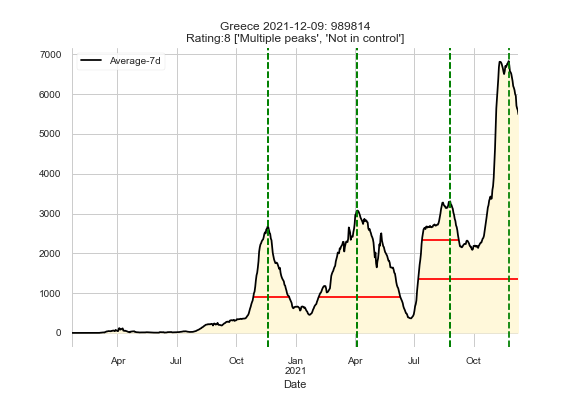 Greece 2021-12-09: 989814
Rating:8 ['Multiple peaks', 'Not in control']
Average-7d
7000
6000
5000
4000
3000
2000
1000
0
Apr Jul Oct Jan Apr Jul Oct
2021
Date